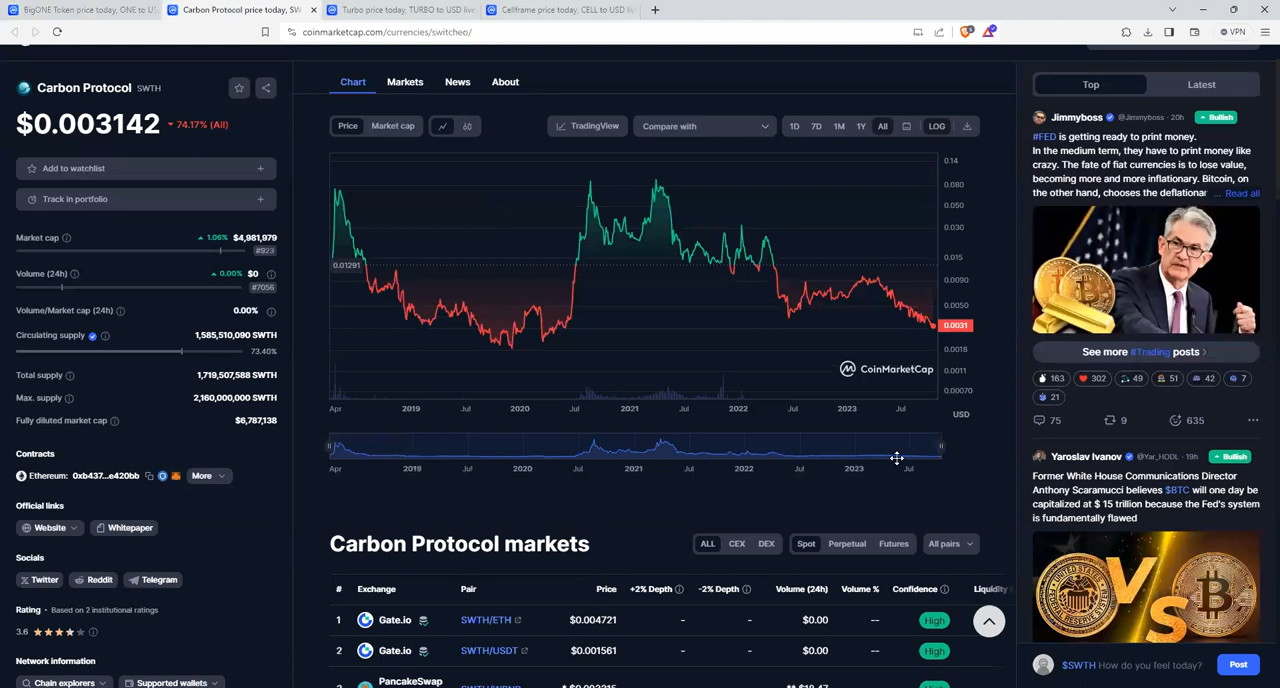 BigONE Token price today, ONE to US
Carbon Protocol price today, SW
Turbo price today, TURBO to USD live
Cellframe price today, CELL to USD liv
coinmarketcap.com/currencies/switcheo/
VPN
Carbon Protocol SWTH
$0.003142
74.17% (All)
Add to watchlist
Track in portfolio
Market cap
1.06% $4,981,979
#923
Volume (24h)
0.00% $0
#7056
Volume/Market cap (24h)
0.00%
Circulating supply
1,585,510,090 SWTH
73.40%
Total supply
1,719,507,588 SWTH
Max. supply
2,160,000,000 SWTH
Fully diluted market cap
$6,787,138
Contracts
Ethereum: 0xb437...e420bb
More
Official links
Website
Whitepaper
Socials
Twitter
Reddit
Telegram
Rating · Based on 2 institutional ratings
3.6
Network information
Chain explorers
Supported wallets
Chart
Markets
News
About
Price
Market cap
TradingView
Compare with
1D
7D
1M
1Y
All
LOG
0.14
0.080
0.050
0.030
0.015
0.0090
0.0050
0.0031
0.0018
0.0011
0.00070
0.01291
CoinMarketCap
Apr
2019
Jul
2020
Jul
2021
Jul
2022
Jul
2023
Jul
USD
Apr
2019
Jul
2020
Jul
2021
Jul
2022
Jul
2023
Jul
Carbon Protocol markets
ALL
CEX
DEX
Spot
Perpetual
Futures
All pairs
# Exchange Pair Price +2% Depth -2% Depth Volume (24h) Volume % Confidence Liquidity
1 Gate.io SWTH/ETH $0.004721 - - $0.00 -- High
2 Gate.io SWTH/USDT $0.001561 - - $0.00 -- High
PancakeSwap
Top
Latest
Jimmyboss @Jimmyboss · 20h
Bullish
#FED is getting ready to print money.
In the medium term, they have to print money like
crazy. The fate of fiat currencies is to lose value,
becoming more and more inflationary. Bitcoin, on
the other hand, chooses the deflationar ... Read all
See more #Trading posts
163
302
49
51
42
7
21
75
9
635
Yaroslav Ivanov @Yar_HODL · 19h
Bullish
Former White House Communications Director
Anthony Scaramucci believes $BTC will one day be
capitalized at $ 15 trillion because the Fed's system
is fundamentally flawed
VS
$SWTH How do you feel today?
Post